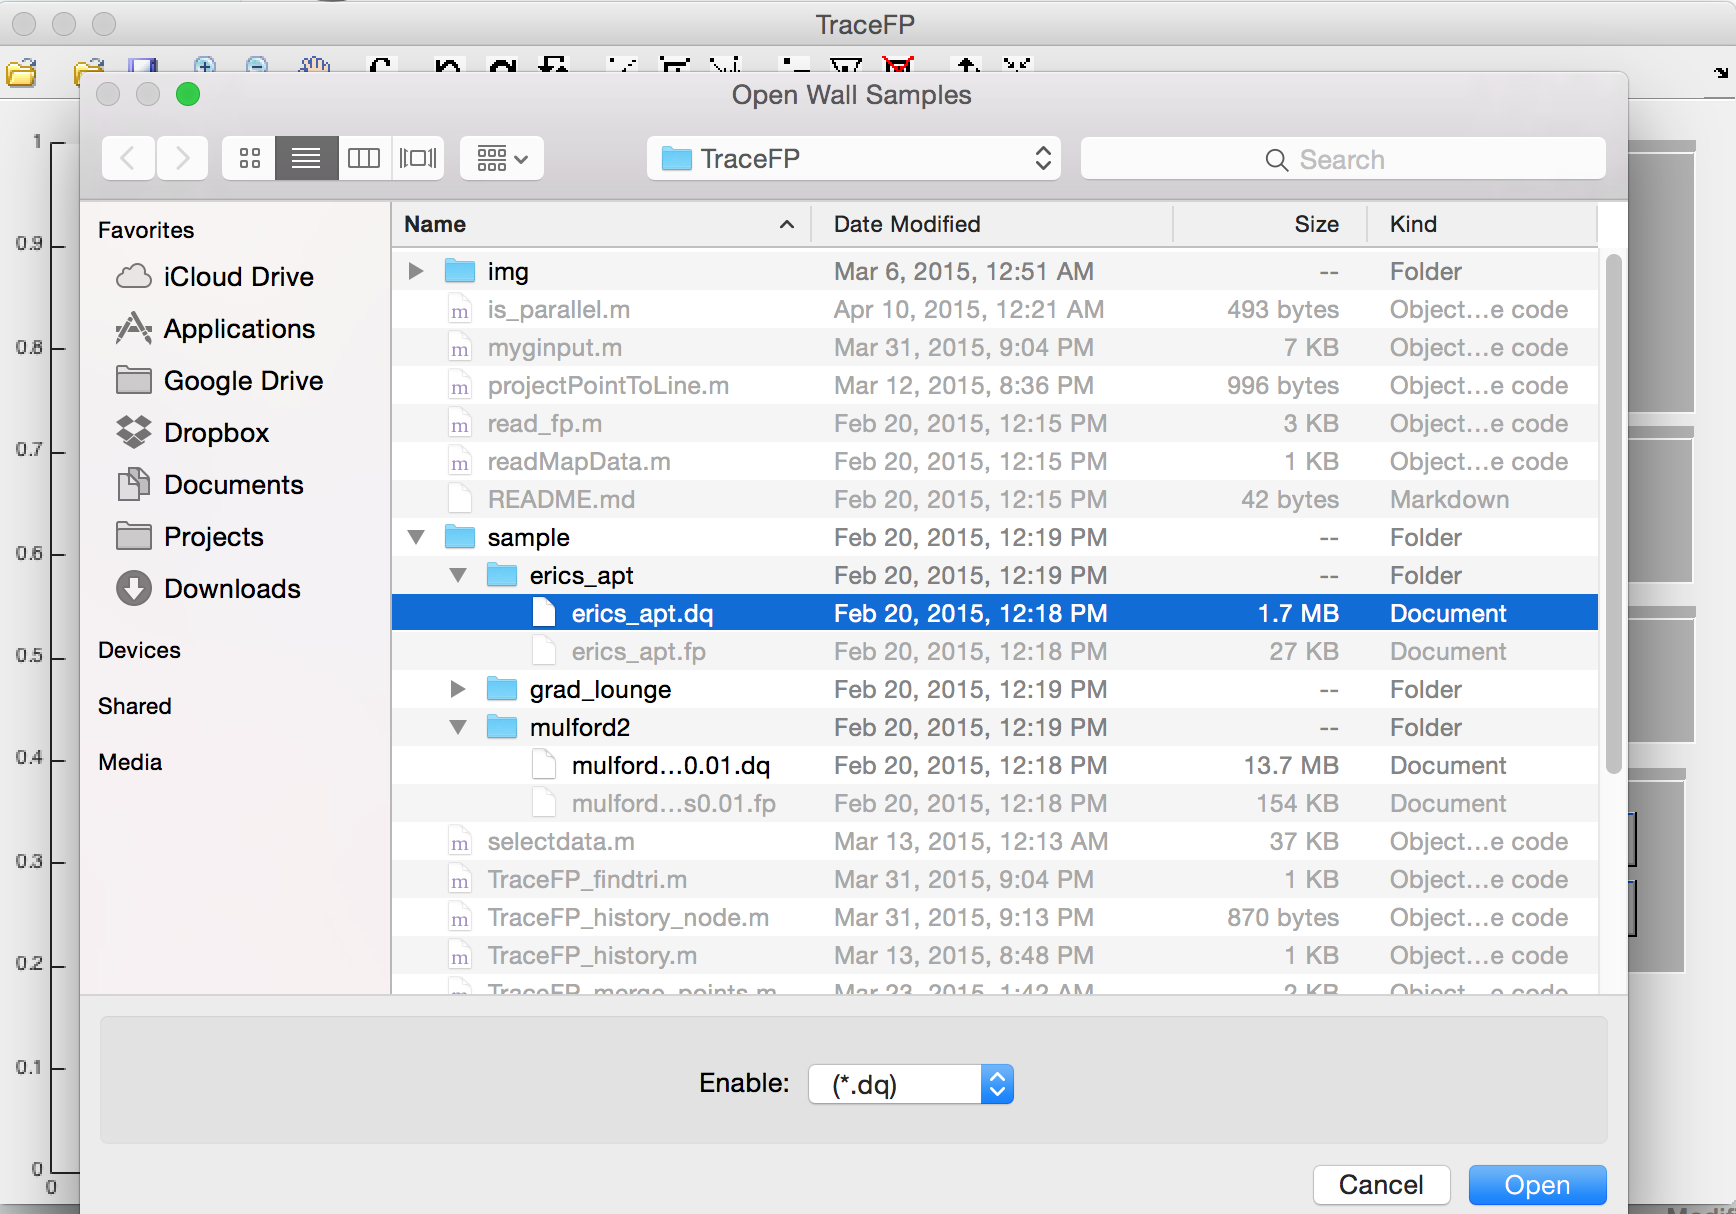 TraceFP
Open Wall Samples
TraceFP
Search
Favorites
iCloud Drive
Applications
Google Drive
Dropbox
Documents
Projects
Downloads
Devices
Shared
Media
Name Date Modified Size Kind
img Mar 6, 2015, 12:51 AM -- Folder
is_parallel.m Apr 10, 2015, 12:21 AM 493 bytes Object...e code
myginput.m Mar 31, 2015, 9:04 PM 7 KB Object...e code
projectPointToLine.m Mar 12, 2015, 8:36 PM 996 bytes Object...e code
read_fp.m Feb 20, 2015, 12:15 PM 3 KB Object...e code
readMapData.m Feb 20, 2015, 12:15 PM 1 KB Object...e code
README.md Feb 20, 2015, 12:15 PM 42 bytes Markdown
sample Feb 20, 2015, 12:19 PM -- Folder
erics_apt Feb 20, 2015, 12:19 PM -- Folder
erics_apt.dq Feb 20, 2015, 12:18 PM 1.7 MB Document
erics_apt.fp Feb 20, 2015, 12:18 PM 27 KB Document
grad_lounge Feb 20, 2015, 12:19 PM -- Folder
mulford2 Feb 20, 2015, 12:19 PM -- Folder
mulford...0.01.dq Feb 20, 2015, 12:18 PM 13.7 MB Document
mulford...s0.01.fp Feb 20, 2015, 12:18 PM 154 KB Document
selectdata.m Mar 13, 2015, 12:13 AM 37 KB Object...e code
TraceFP_findtri.m Mar 31, 2015, 9:04 PM 1 KB Object...e code
TraceFP_history_node.m Mar 31, 2015, 9:13 PM 870 bytes Object...e code
TraceFP_history.m Mar 13, 2015, 8:48 PM 1 KB Object...e code
TraceFP_merge_points.m Mar 23, 2015, 1:42 AM 2 KB Object...e code
Enable: (*.dq)
Cancel Open
1
0.9
0.8
0.7
0.6
0.5
0.4
0.3
0.2
0.1
0
0